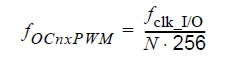 f_OCnxPWM = f_clk_I/O / (N · 256)